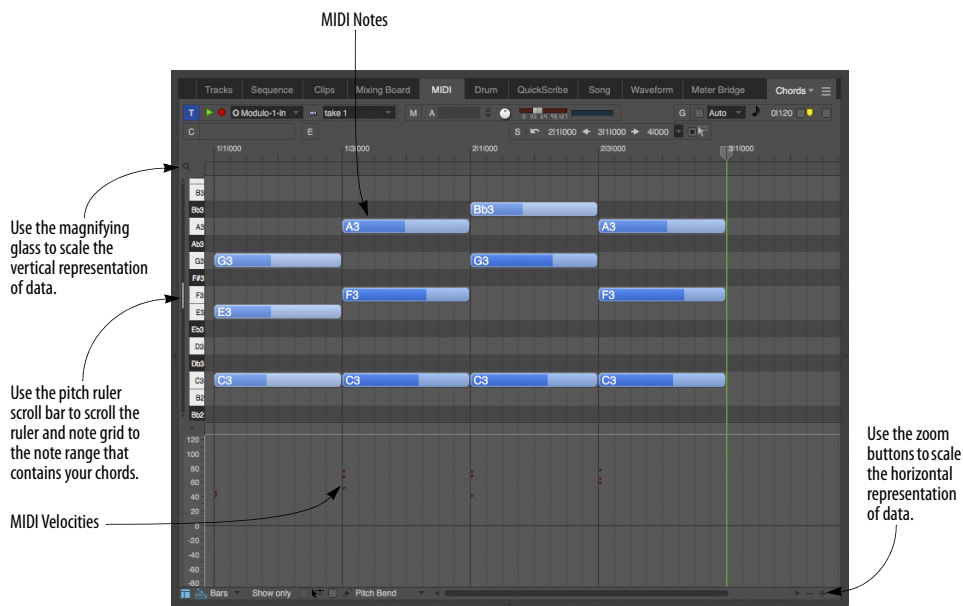 MIDI Notes
Tracks Sequence Clips Mixing Board MIDI Drum QuickScribe Song Waveform Meter Bridge Chords
T Modulo-1-in take 1 M A 0 32 64 96 127 G Auto 0|120
C E S 2|1|000 3|1|000 4|000
1|1|000 1|3|000 2|1|000 2|3|000 3|1|000
B3
Bb3 Bb3
A3 A3 A3
Ab3
G3 G3 G3
F#3
F3 F3 F3
E3 E3
Eb3
D3
Db3
C3 C3 C3 C3 C3
B2
Bb2
120
100
80
60
40
20
0
-20
-40
-60
-80
Bars Show only Pitch Bend
Use the magnifying
glass to scale the
vertical representation
of data.
Use the pitch ruler
scroll bar to scroll the
ruler and note grid to
the note range that
contains your chords.
MIDI Velocities
Use the zoom
buttons to scale
the horizontal
representation
of data.